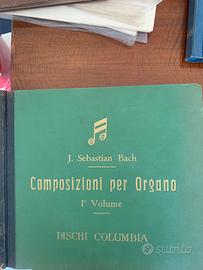 J. Sebastian Bach
Composizioni per Organo
I° Volume
DISCHI COLUMBIA
subito